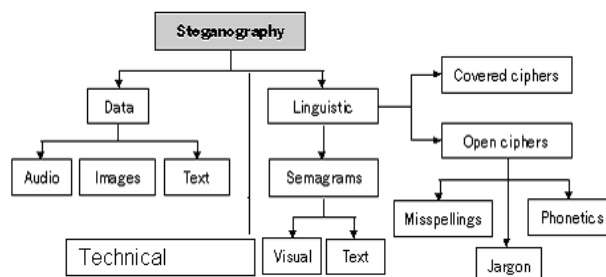 Steganography
Covered ciphers
Data
Linguistic
Open ciphers
Audio
Images
Text
Semagrams
Misspellings
Phonetics
Technical
Visual
Text
Jargon